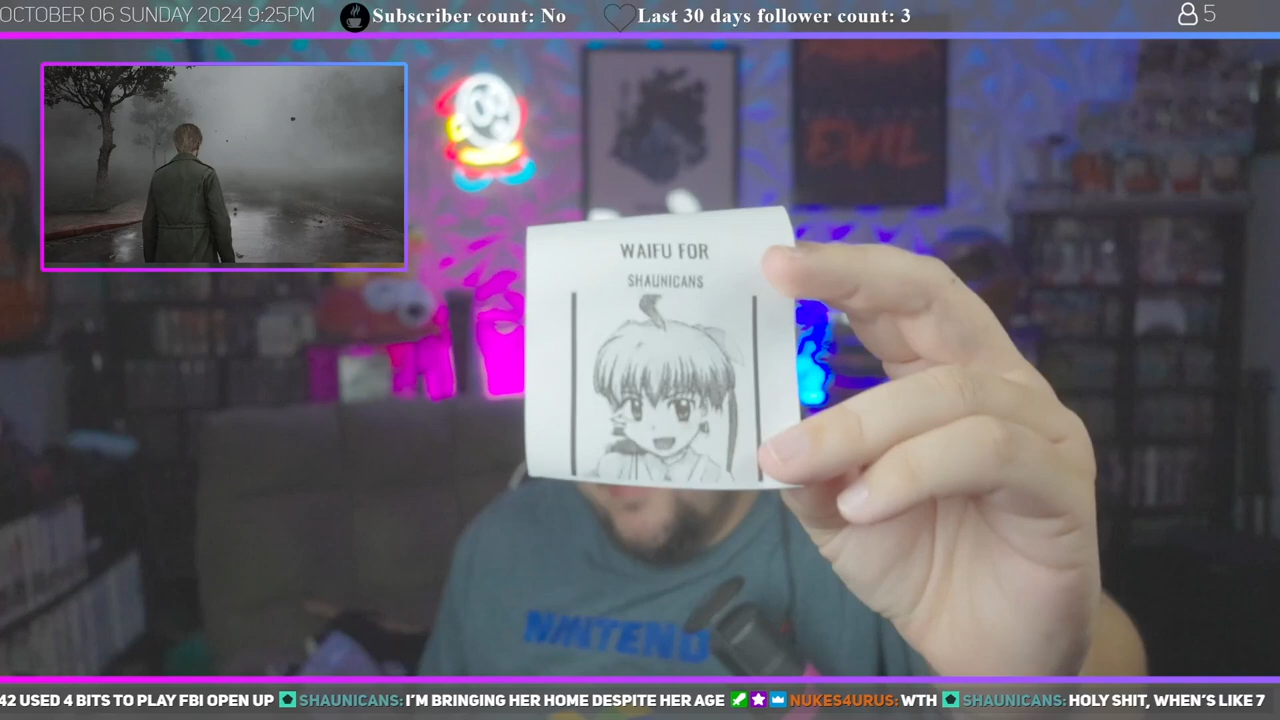 OCTOBER 06 SUNDAY 2024 9:25PM
Subscriber count: No
Last 30 days follower count: 3
5
EVIL
WAIFU FOR
SHAUNICANS
NINTENDO
42 USED 4 BITS TO PLAY FBI OPEN UP SHAUNICANS: I'M BRINGING HER HOME DESPITE HER AGE NUKES4URUS: WTH SHAUNICANS: HOLY SHIT, WHEN'S LIKE 7